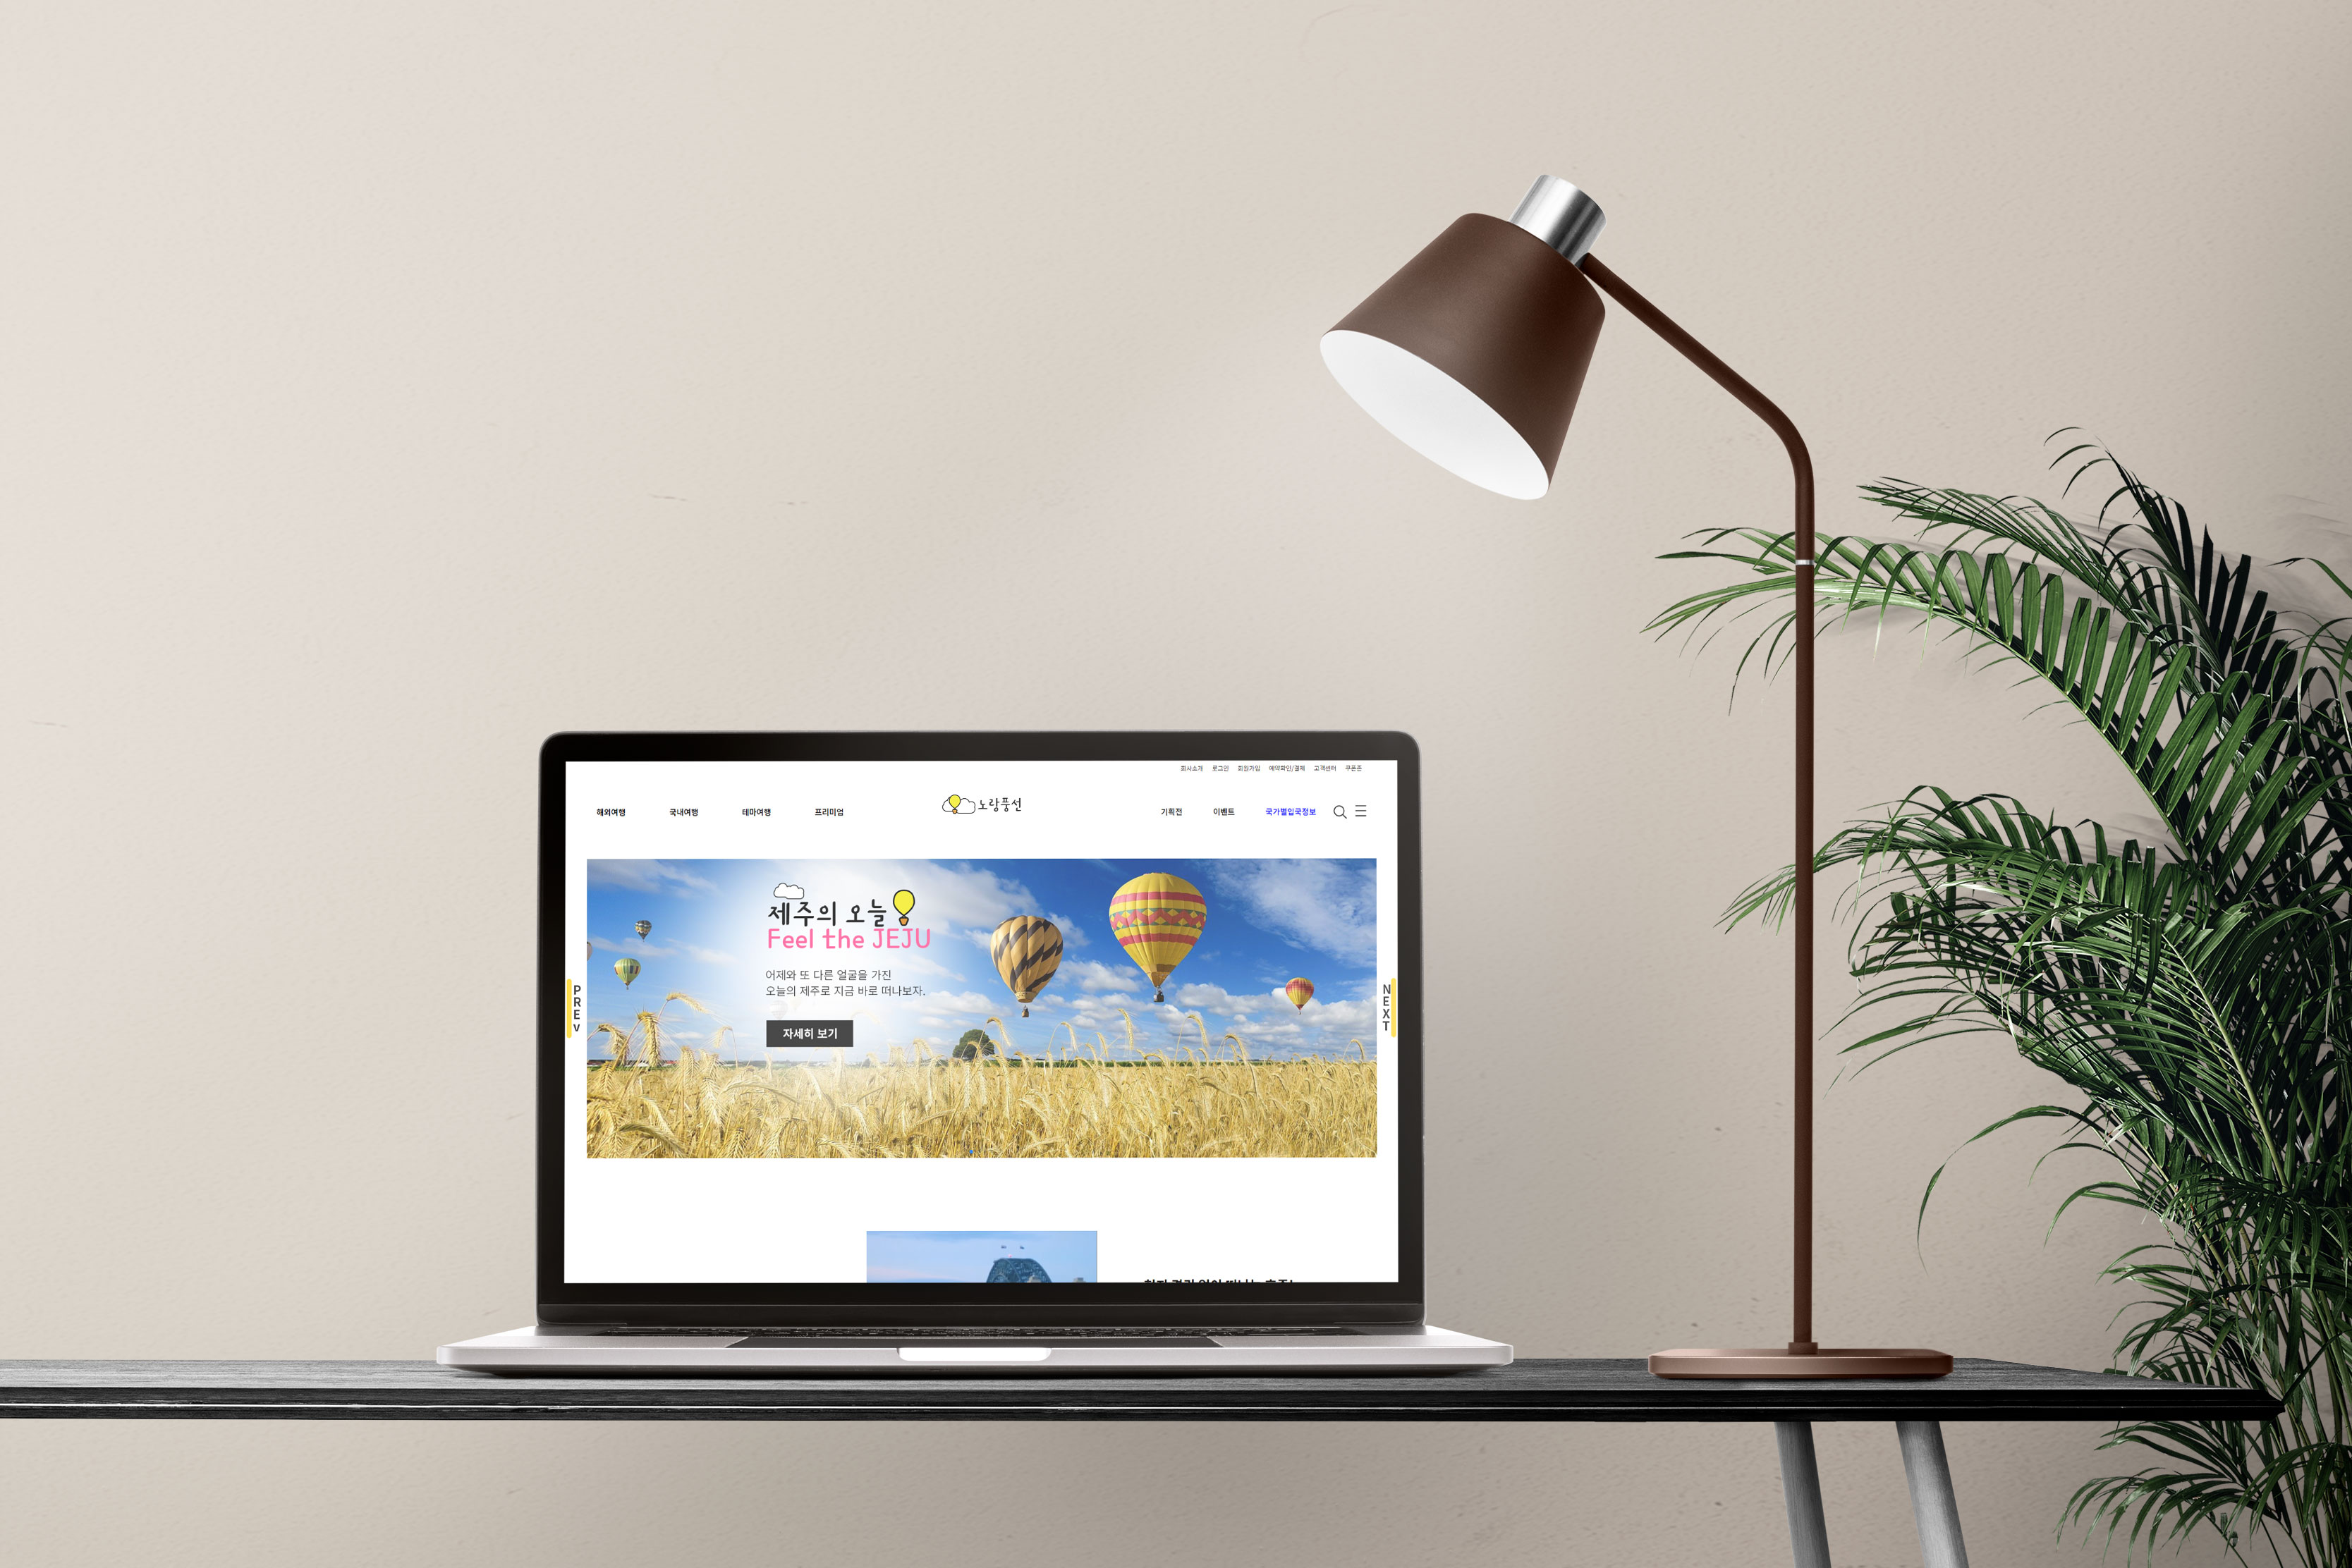 회사소개 로그인 회원가입 예약확인/결제 고객센터 쿠폰존
해외여행 국내여행 테마여행 프리미엄 노랑풍선 기획전 이벤트 국가별입국정보
제주의 오늘
Feel the JEJU
어제와 또 다른 얼굴을 가진
오늘의 제주로 지금 바로 떠나보자.
자세히 보기
PREv
NEXT